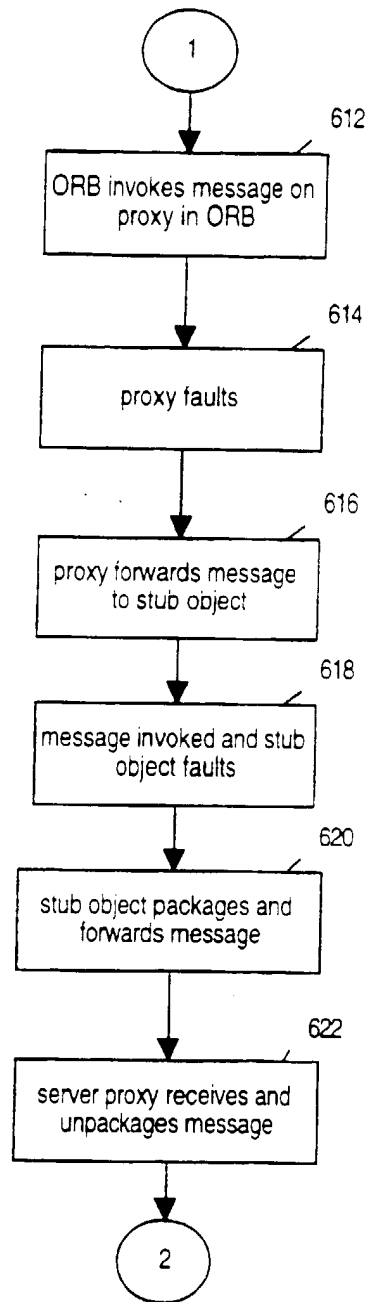 1
612
ORB invokes message on
proxy in ORB
614
proxy faults
616
proxy forwards message
to stub object
618
message invoked and stub
object faults
620
stub object packages and
forwards message
622
server proxy receives and
unpackages message
2